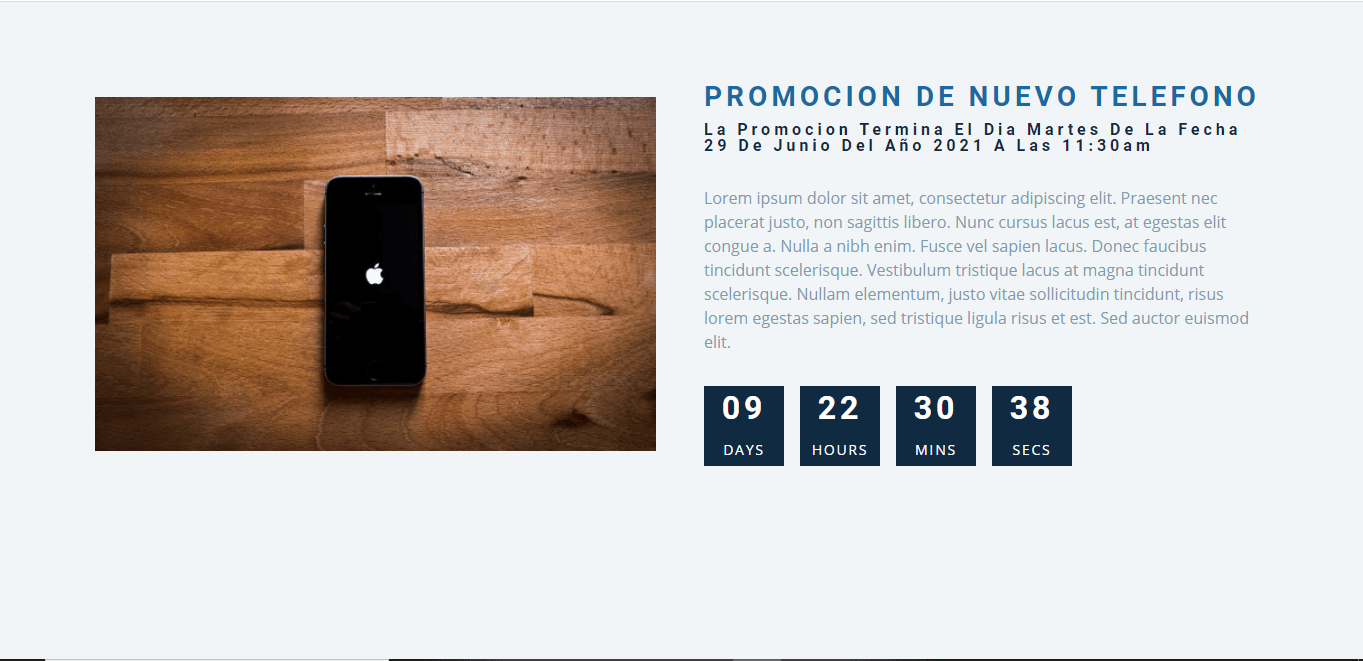 PROMOCION DE NUEVO TELEFONO
La Promocion Termina El Dia Martes De La Fecha
29 De Junio Del Año 2021 A Las 11:30am
Lorem ipsum dolor sit amet, consectetur adipiscing elit. Praesent nec
placerat justo, non sagittis libero. Nunc cursus lacus est, at egestas elit
congue a. Nulla a nibh enim. Fusce vel sapien lacus. Donec faucibus
tincidunt scelerisque. Vestibulum tristique lacus at magna tincidunt
scelerisque. Nullam elementum, justo vitae sollicitudin tincidunt, risus
lorem egestas sapien, sed tristique ligula risus et est. Sed auctor euismod
elit.
09 22 30 38
DAYS HOURS MINS SECS